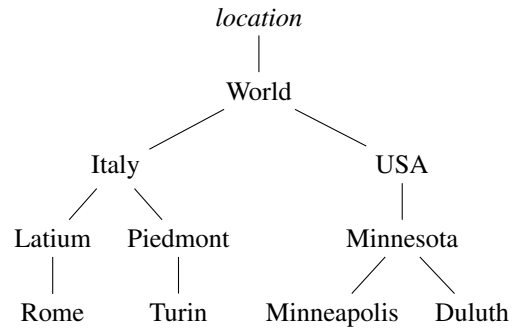 location
World
Italy USA
Latium Piedmont Minnesota
Rome Turin Minneapolis Duluth